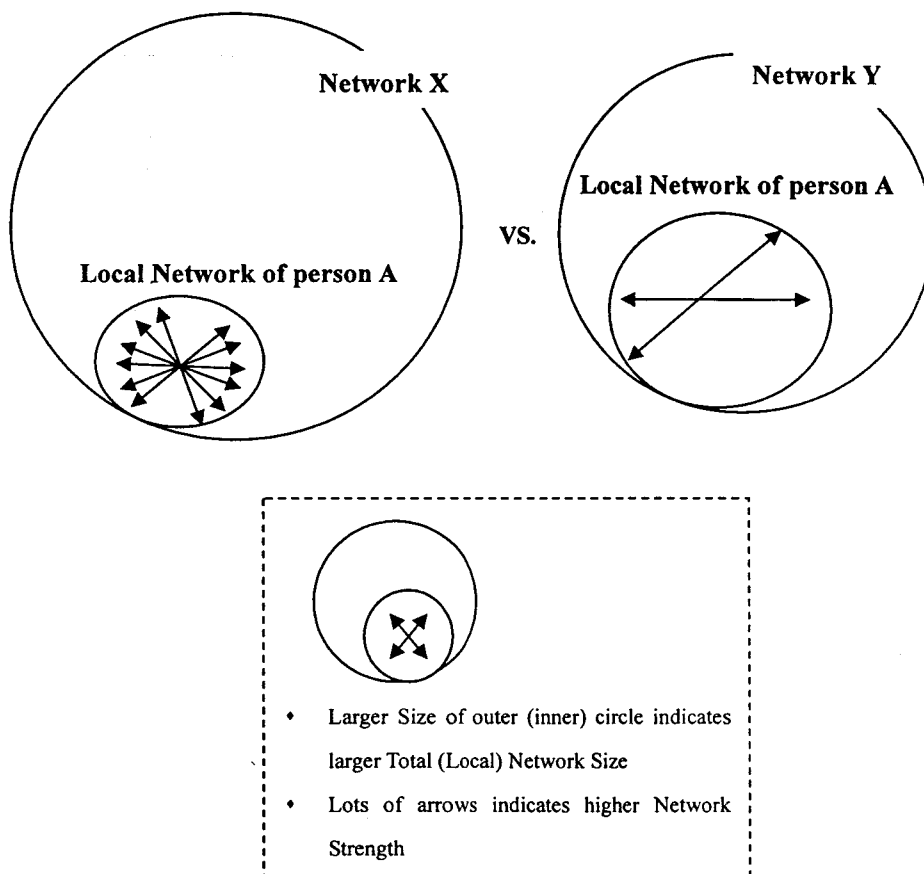 Network X
Network Y
Local Network of person A
VS.
Local Network of person A
♦ Larger Size of outer (inner) circle indicates
larger Total (Local) Network Size
♦ Lots of arrows indicates higher Network
Strength